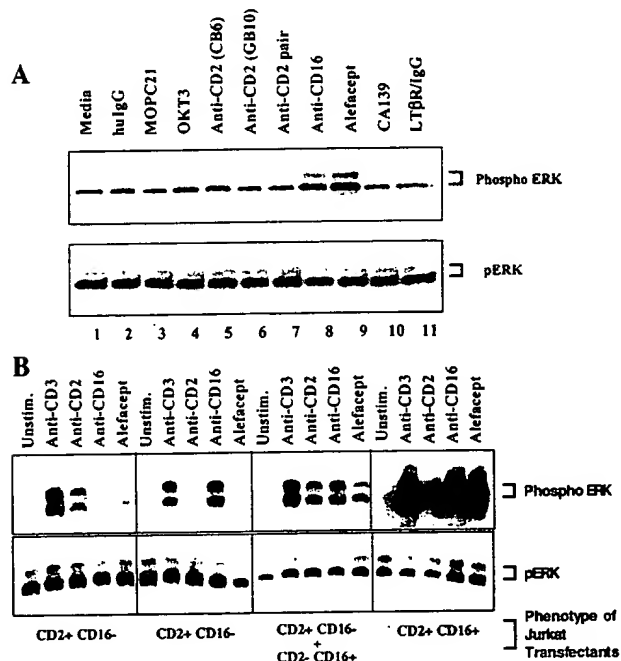 A
Media
huIgG
MOPC21
OKT3
Anti-CD2 (CB6)
Anti-CD2 (GB10)
Anti-CD2 pair
Anti-CD16
Alefacept
CA139
LTβR/IgG
Phospho ERK
pERK
1 2 3 4 5 6 7 8 9 10 11
B
Unstim.
Anti-CD3
Anti-CD2
Anti-CD16
Alefacept
Unstim.
Anti-CD3
Anti-CD2
Anti-CD16
Alefacept
Unstim.
Anti-CD3
Anti-CD2
Anti-CD16
Alefacept
Unstim.
Anti-CD3
Anti-CD2
Anti-CD16
Alefacept
Phospho ERK
pERK
CD2+ CD16-
CD2+ CD16-
CD2+ CD16-
+
CD2- CD16+
CD2+ CD16+
Phenotype of
Jurkat
Transfectants